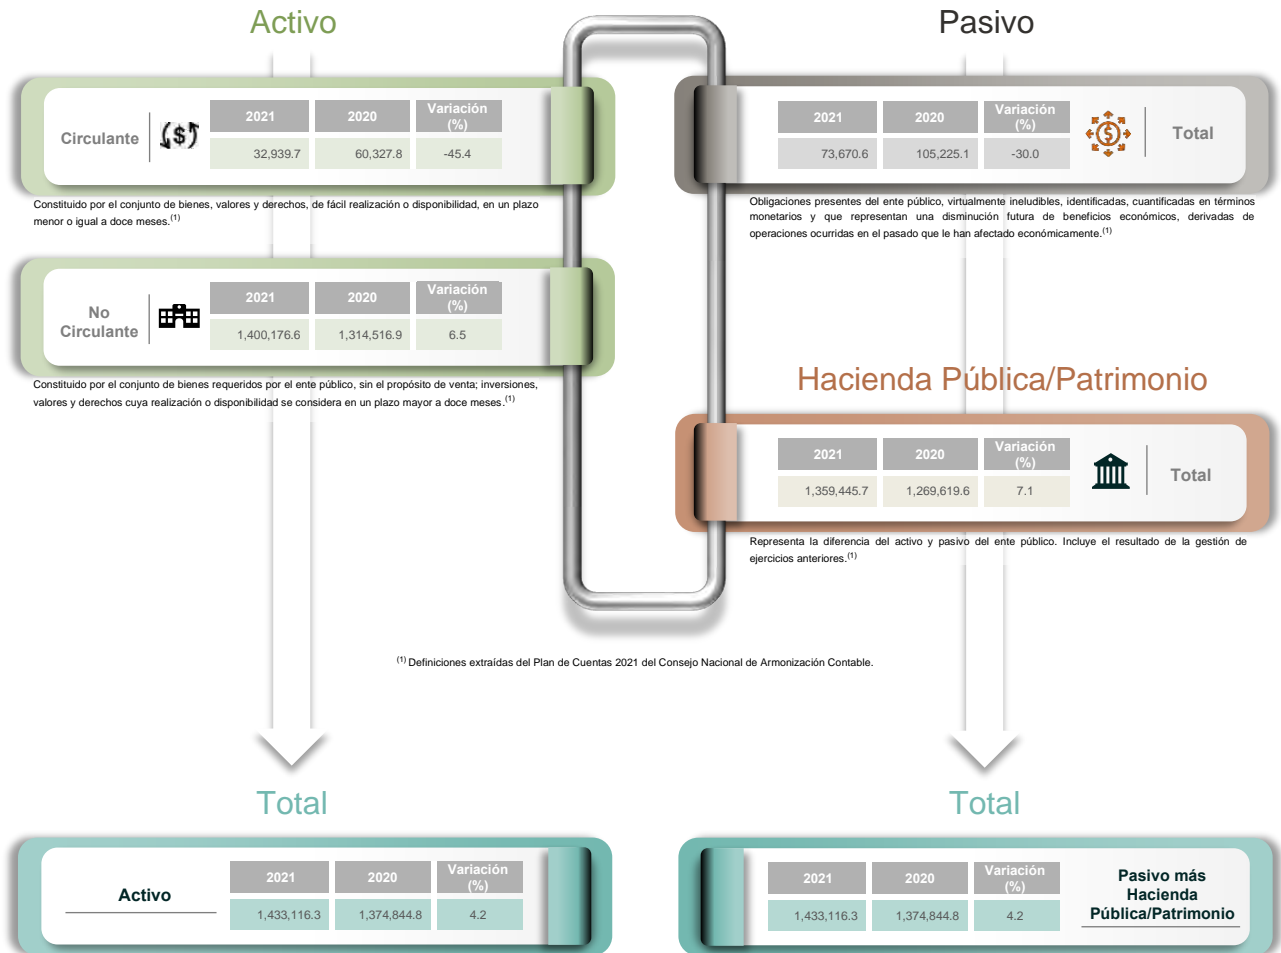 Activo
Circulante
2021 2020 Variación
(%)
32,939.7 60,327.8 -45.4
Constituido por el conjunto de bienes, valores y derechos, de fácil realización o disponibilidad, en un plazo
menor o igual a doce meses.(1)
No
Circulante
2021 2020 Variación
(%)
1,400,176.6 1,314,516.9 6.5
Constituido por el conjunto de bienes requeridos por el ente público, sin el propósito de venta; inversiones,
valores y derechos cuya realización o disponibilidad se considera en un plazo mayor a doce meses.(1)
Pasivo
2021 2020 Variación
(%)
73,670.6 105,225.1 -30.0
Total
Obligaciones presentes del ente público, virtualmente ineludibles, identificadas, cuantificadas en términos
monetarios y que representan una disminución futura de beneficios económicos, derivadas de
operaciones ocurridas en el pasado que le han afectado económicamente.(1)
Hacienda Pública/Patrimonio
2021 2020 Variación
(%)
1,359,445.7 1,269,619.6 7.1
Total
Representa la diferencia del activo y pasivo del ente público. Incluye el resultado de la gestión de
ejercicios anteriores.(1)
(1) Definiciones extraídas del Plan de Cuentas 2021 del Consejo Nacional de Armonización Contable.
Total
Activo
2021 2020 Variación
(%)
1,433,116.3 1,374,844.8 4.2
Total
2021 2020 Variación
(%)
1,433,116.3 1,374,844.8 4.2
Pasivo más
Hacienda
Pública/Patrimonio